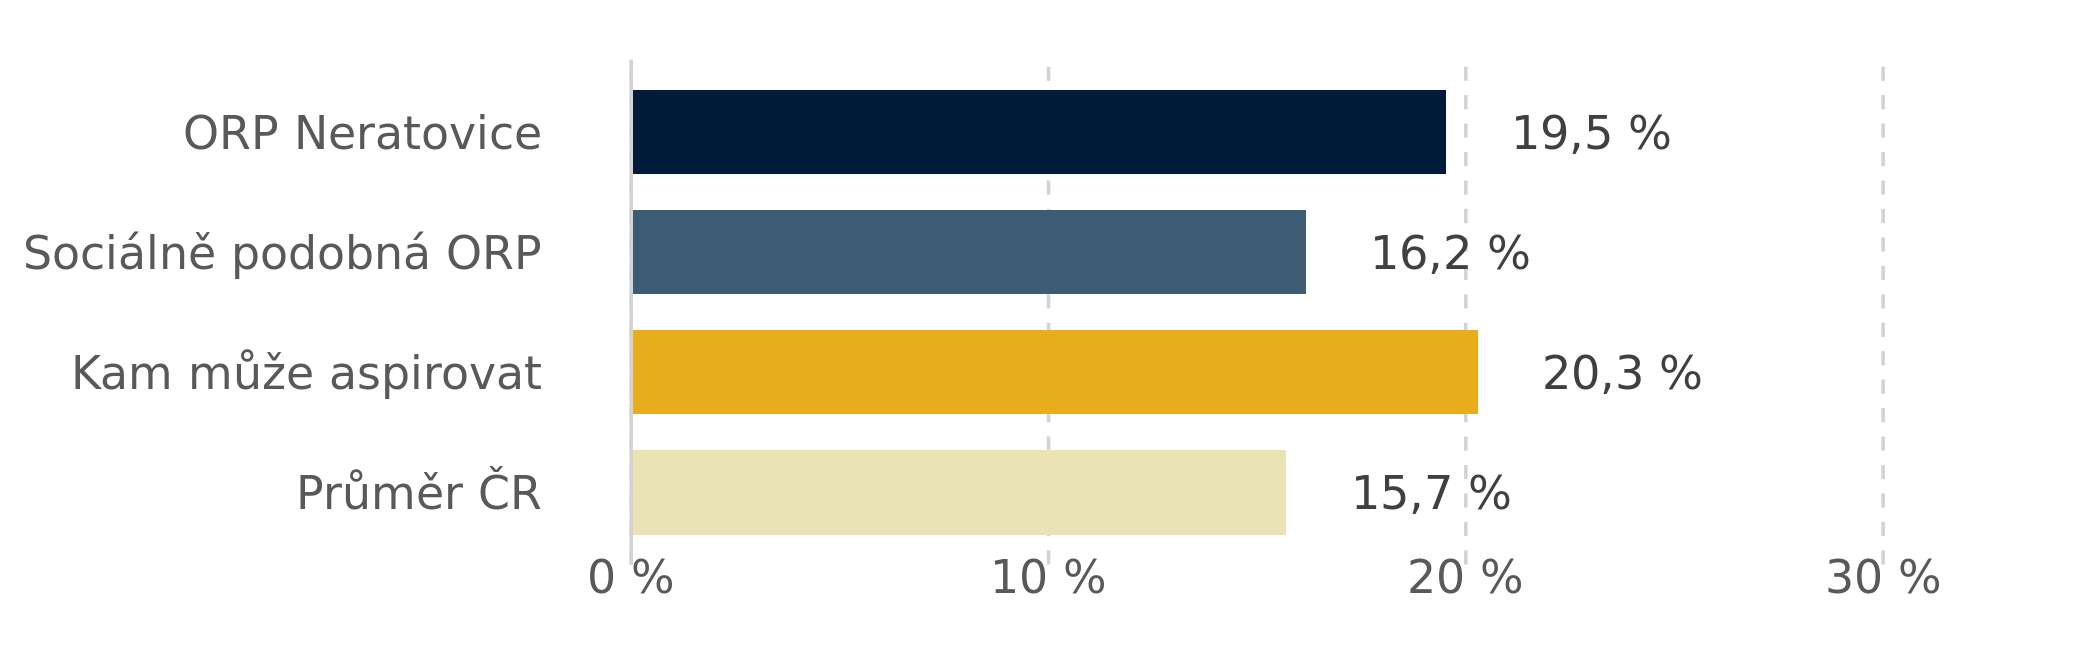 ORP Neratovice 19,5 %
Sociálně podobná ORP 16,2 %
Kam může aspirovat 20,3 %
Průměr ČR 15,7 %
0 % 10 % 20 % 30 %